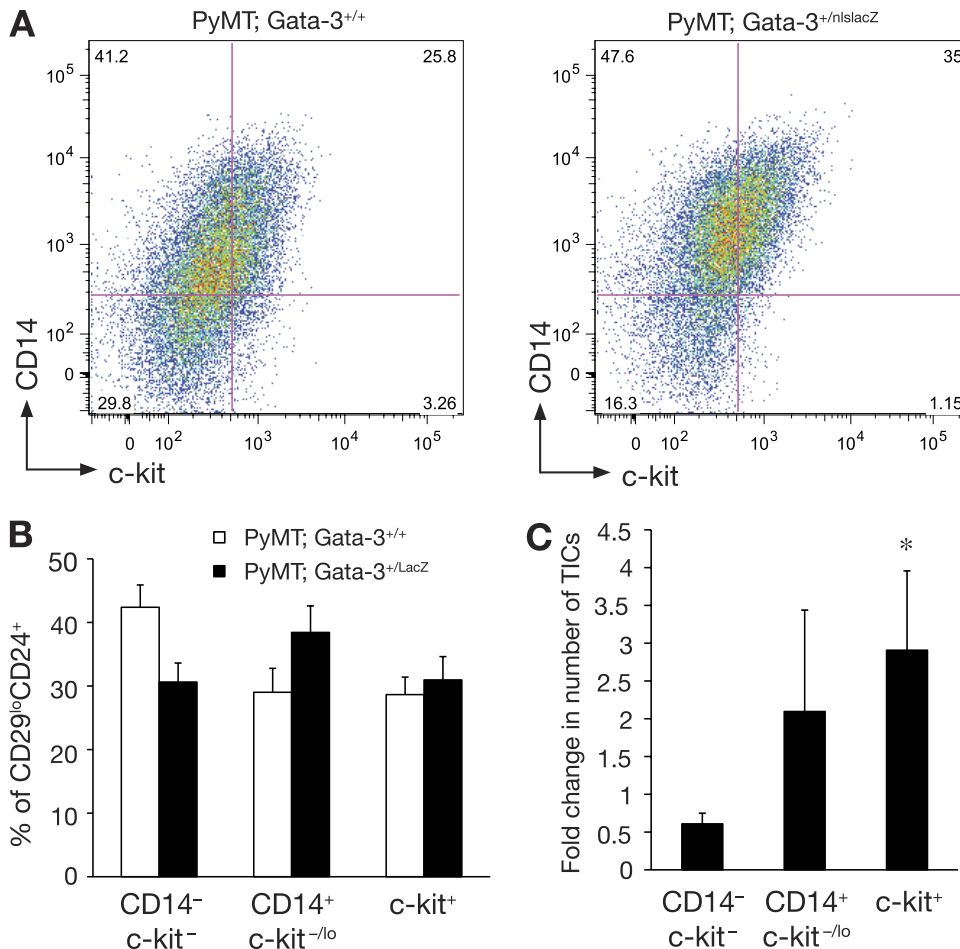 A
PyMT; Gata-3+/+
PyMT; Gata-3+/nlslacZ
41.2 25.8
47.6 35
10⁵ 10⁵
10⁴ 10⁴
10³ 10³
10² 10²
0 0
29.8 3.26
16.3 1.15
CD14 CD14
0 10² 10³ 10⁴ 10⁵
0 10² 10³ 10⁴ 10⁵
c-kit c-kit
B
PyMT; Gata-3+/+
PyMT; Gata-3+/LacZ
% of CD29loCD24+
50
40
30
20
10
0
CD14− CD14+ c-kit+
c-kit− c-kit−/lo
C
Fold change in number of TICs
4.5
4
3.5
3
2.5
2
1.5
1
0.5
0
*
CD14− CD14+ c-kit+
c-kit− c-kit−/lo